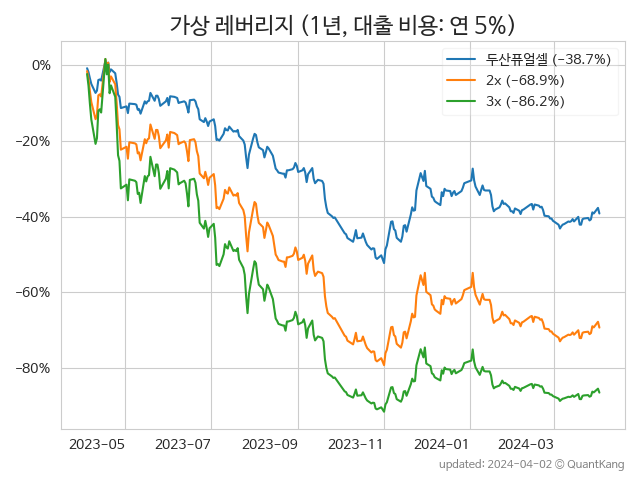 가상 레버리지 (1년, 대출 비용: 연 5%)
두산퓨얼셀 (−38.7%)
2x (−68.9%)
3x (−86.2%)
0%
−20%
−40%
−60%
−80%
2023−05 2023−07 2023−09 2023−11 2024−01 2024−03
updated: 2024−04−02 © QuantKang